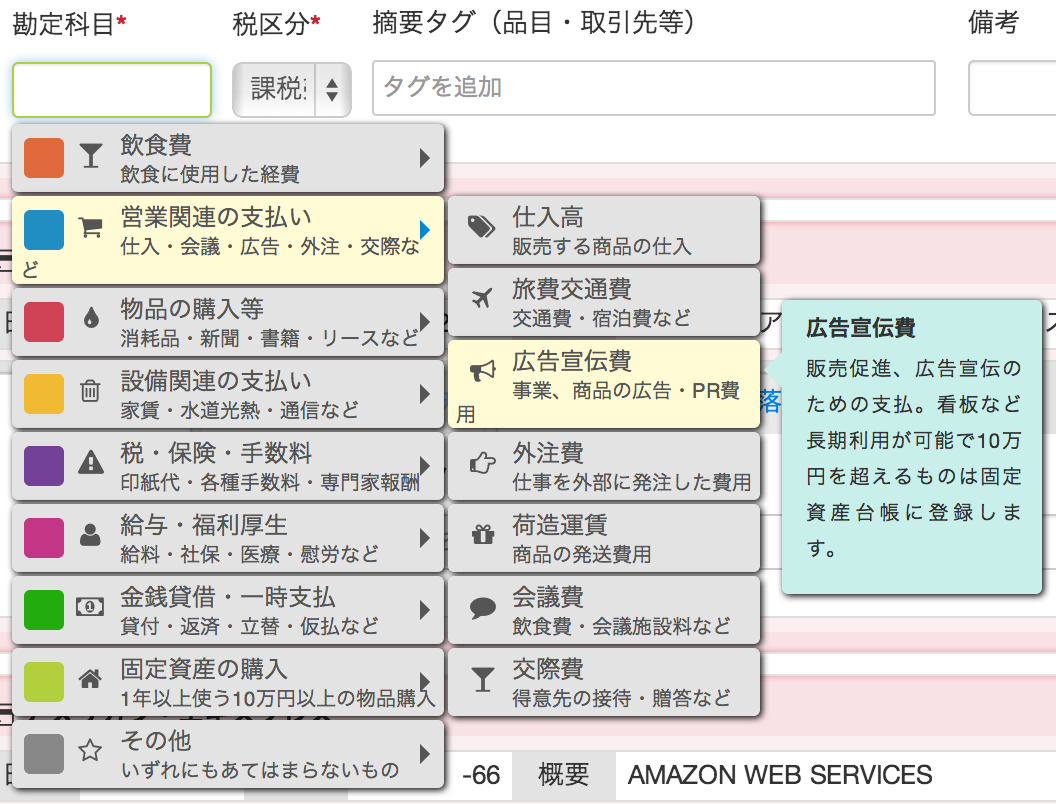 勘定科目*
税区分*
摘要タグ（品目・取引先等）
備考
課税
タグを追加
飲食費
飲食に使用した経費
営業関連の支払い
仕入・会議・広告・外注・交際な
ど
物品の購入等
消耗品・新聞・書籍・リースなど
設備関連の支払い
家賃・水道光熱・通信など
税・保険・手数料
印紙代・各種手数料・専門家報酬
給与・福利厚生
給料・社保・医療・慰労など
金銭貸借・一時支払
貸付・返済・立替・仮払など
固定資産の購入
1年以上使う10万円以上の物品購入
その他
いずれにもあてはまらないもの
仕入高
販売する商品の仕入
旅費交通費
交通費・宿泊費など
広告宣伝費
事業、商品の広告・PR費
用
外注費
仕事を外部に発注した費用
荷造運賃
商品の発送費用
会議費
飲食費・会議施設料など
交際費
得意先の接待・贈答など
ア
落
広告宣伝費
販売促進、広告宣伝の
ための支払。看板など
長期利用が可能で10万
円を超えるものは固定
資産台帳に登録しま
す。
-66
概要
AMAZON WEB SERVICES